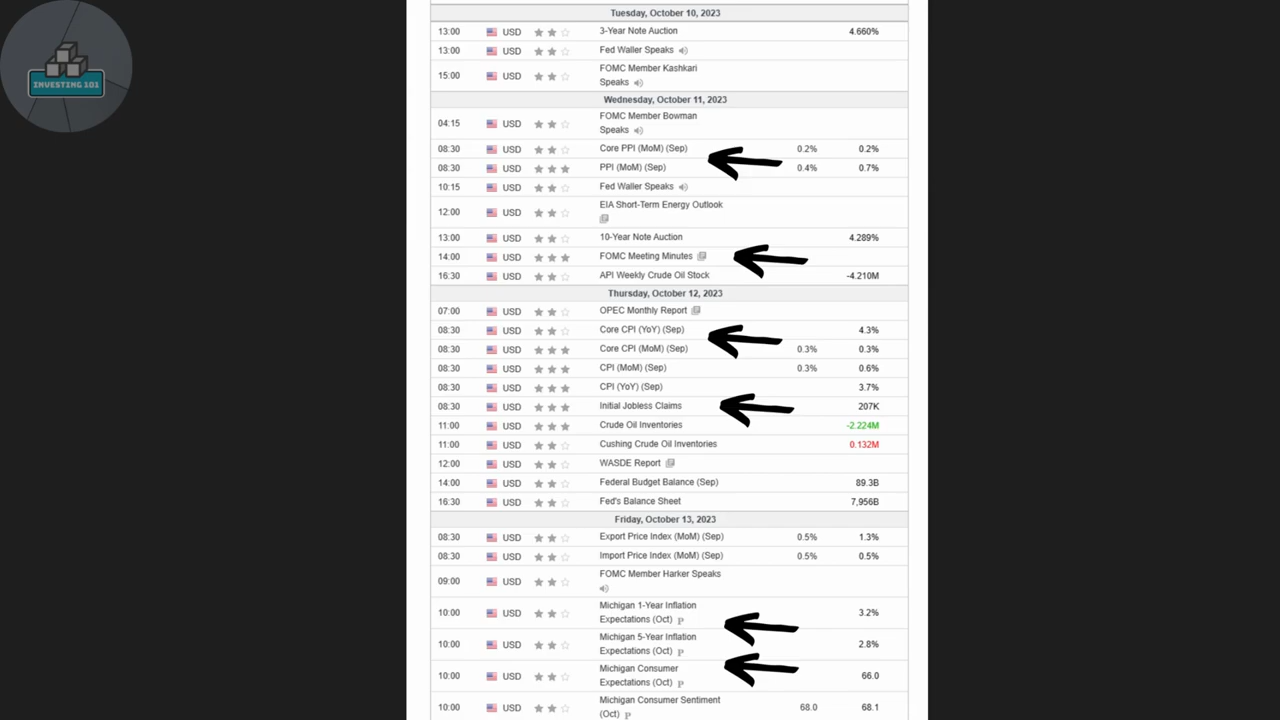 INVESTING 101
Tuesday, October 10, 2023
13:00 USD 3-Year Note Auction 4.660%
13:00 USD Fed Waller Speaks
15:00 USD FOMC Member Kashkari
Speaks
Wednesday, October 11, 2023
04:15 USD FOMC Member Bowman
Speaks
08:30 USD Core PPI (MoM) (Sep) 0.2% 0.2%
08:30 USD PPI (MoM) (Sep) 0.4% 0.7%
10:15 USD Fed Waller Speaks
12:00 USD EIA Short-Term Energy Outlook
13:00 USD 10-Year Note Auction 4.289%
14:00 USD FOMC Meeting Minutes
16:30 USD API Weekly Crude Oil Stock -4.210M
Thursday, October 12, 2023
07:00 USD OPEC Monthly Report
08:30 USD Core CPI (YoY) (Sep) 4.3%
08:30 USD Core CPI (MoM) (Sep) 0.3% 0.3%
08:30 USD CPI (MoM) (Sep) 0.3% 0.6%
08:30 USD CPI (YoY) (Sep) 3.7%
08:30 USD Initial Jobless Claims 207K
11:00 USD Crude Oil Inventories -2.224M
11:00 USD Cushing Crude Oil Inventories 0.132M
12:00 USD WASDE Report
14:00 USD Federal Budget Balance (Sep) 89.3B
16:30 USD Fed's Balance Sheet 7,956B
Friday, October 13, 2023
08:30 USD Export Price Index (MoM) (Sep) 0.5% 1.3%
08:30 USD Import Price Index (MoM) (Sep) 0.5% 0.5%
09:00 USD FOMC Member Harker Speaks
10:00 USD Michigan 1-Year Inflation 3.2%
Expectations (Oct) P
10:00 USD Michigan 5-Year Inflation 2.8%
Expectations (Oct) P
10:00 USD Michigan Consumer 66.0
Expectations (Oct) P
10:00 USD Michigan Consumer Sentiment 68.0 68.1
(Oct) P